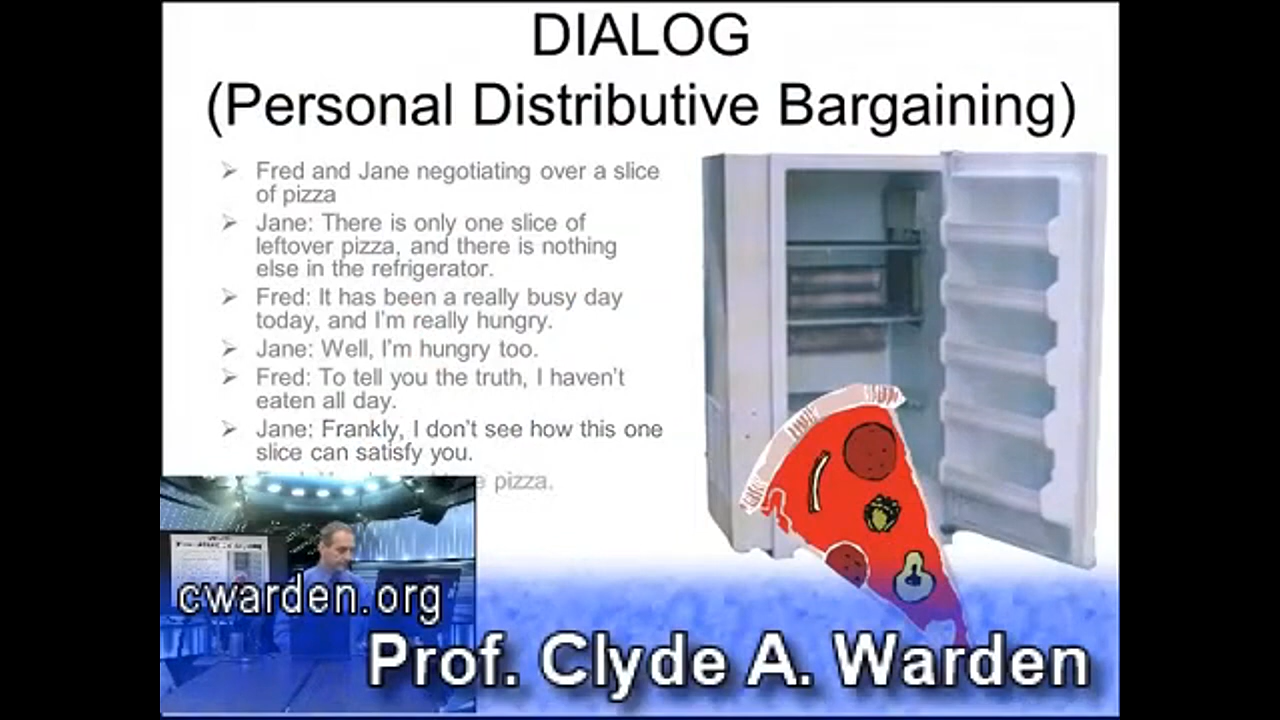 DIALOG
(Personal Distributive Bargaining)
Fred and Jane negotiating over a slice
of pizza
Jane: There is only one slice of
leftover pizza, and there is nothing
else in the refrigerator.
Fred: It has been a really busy day
today, and I'm really hungry.
Jane: Well, I'm hungry too.
Fred: To tell you the truth, I haven't
eaten all day.
Jane: Frankly, I don't see how this one
slice can satisfy you.
pizza.
cwarden.org
Prof. Clyde A. Warden